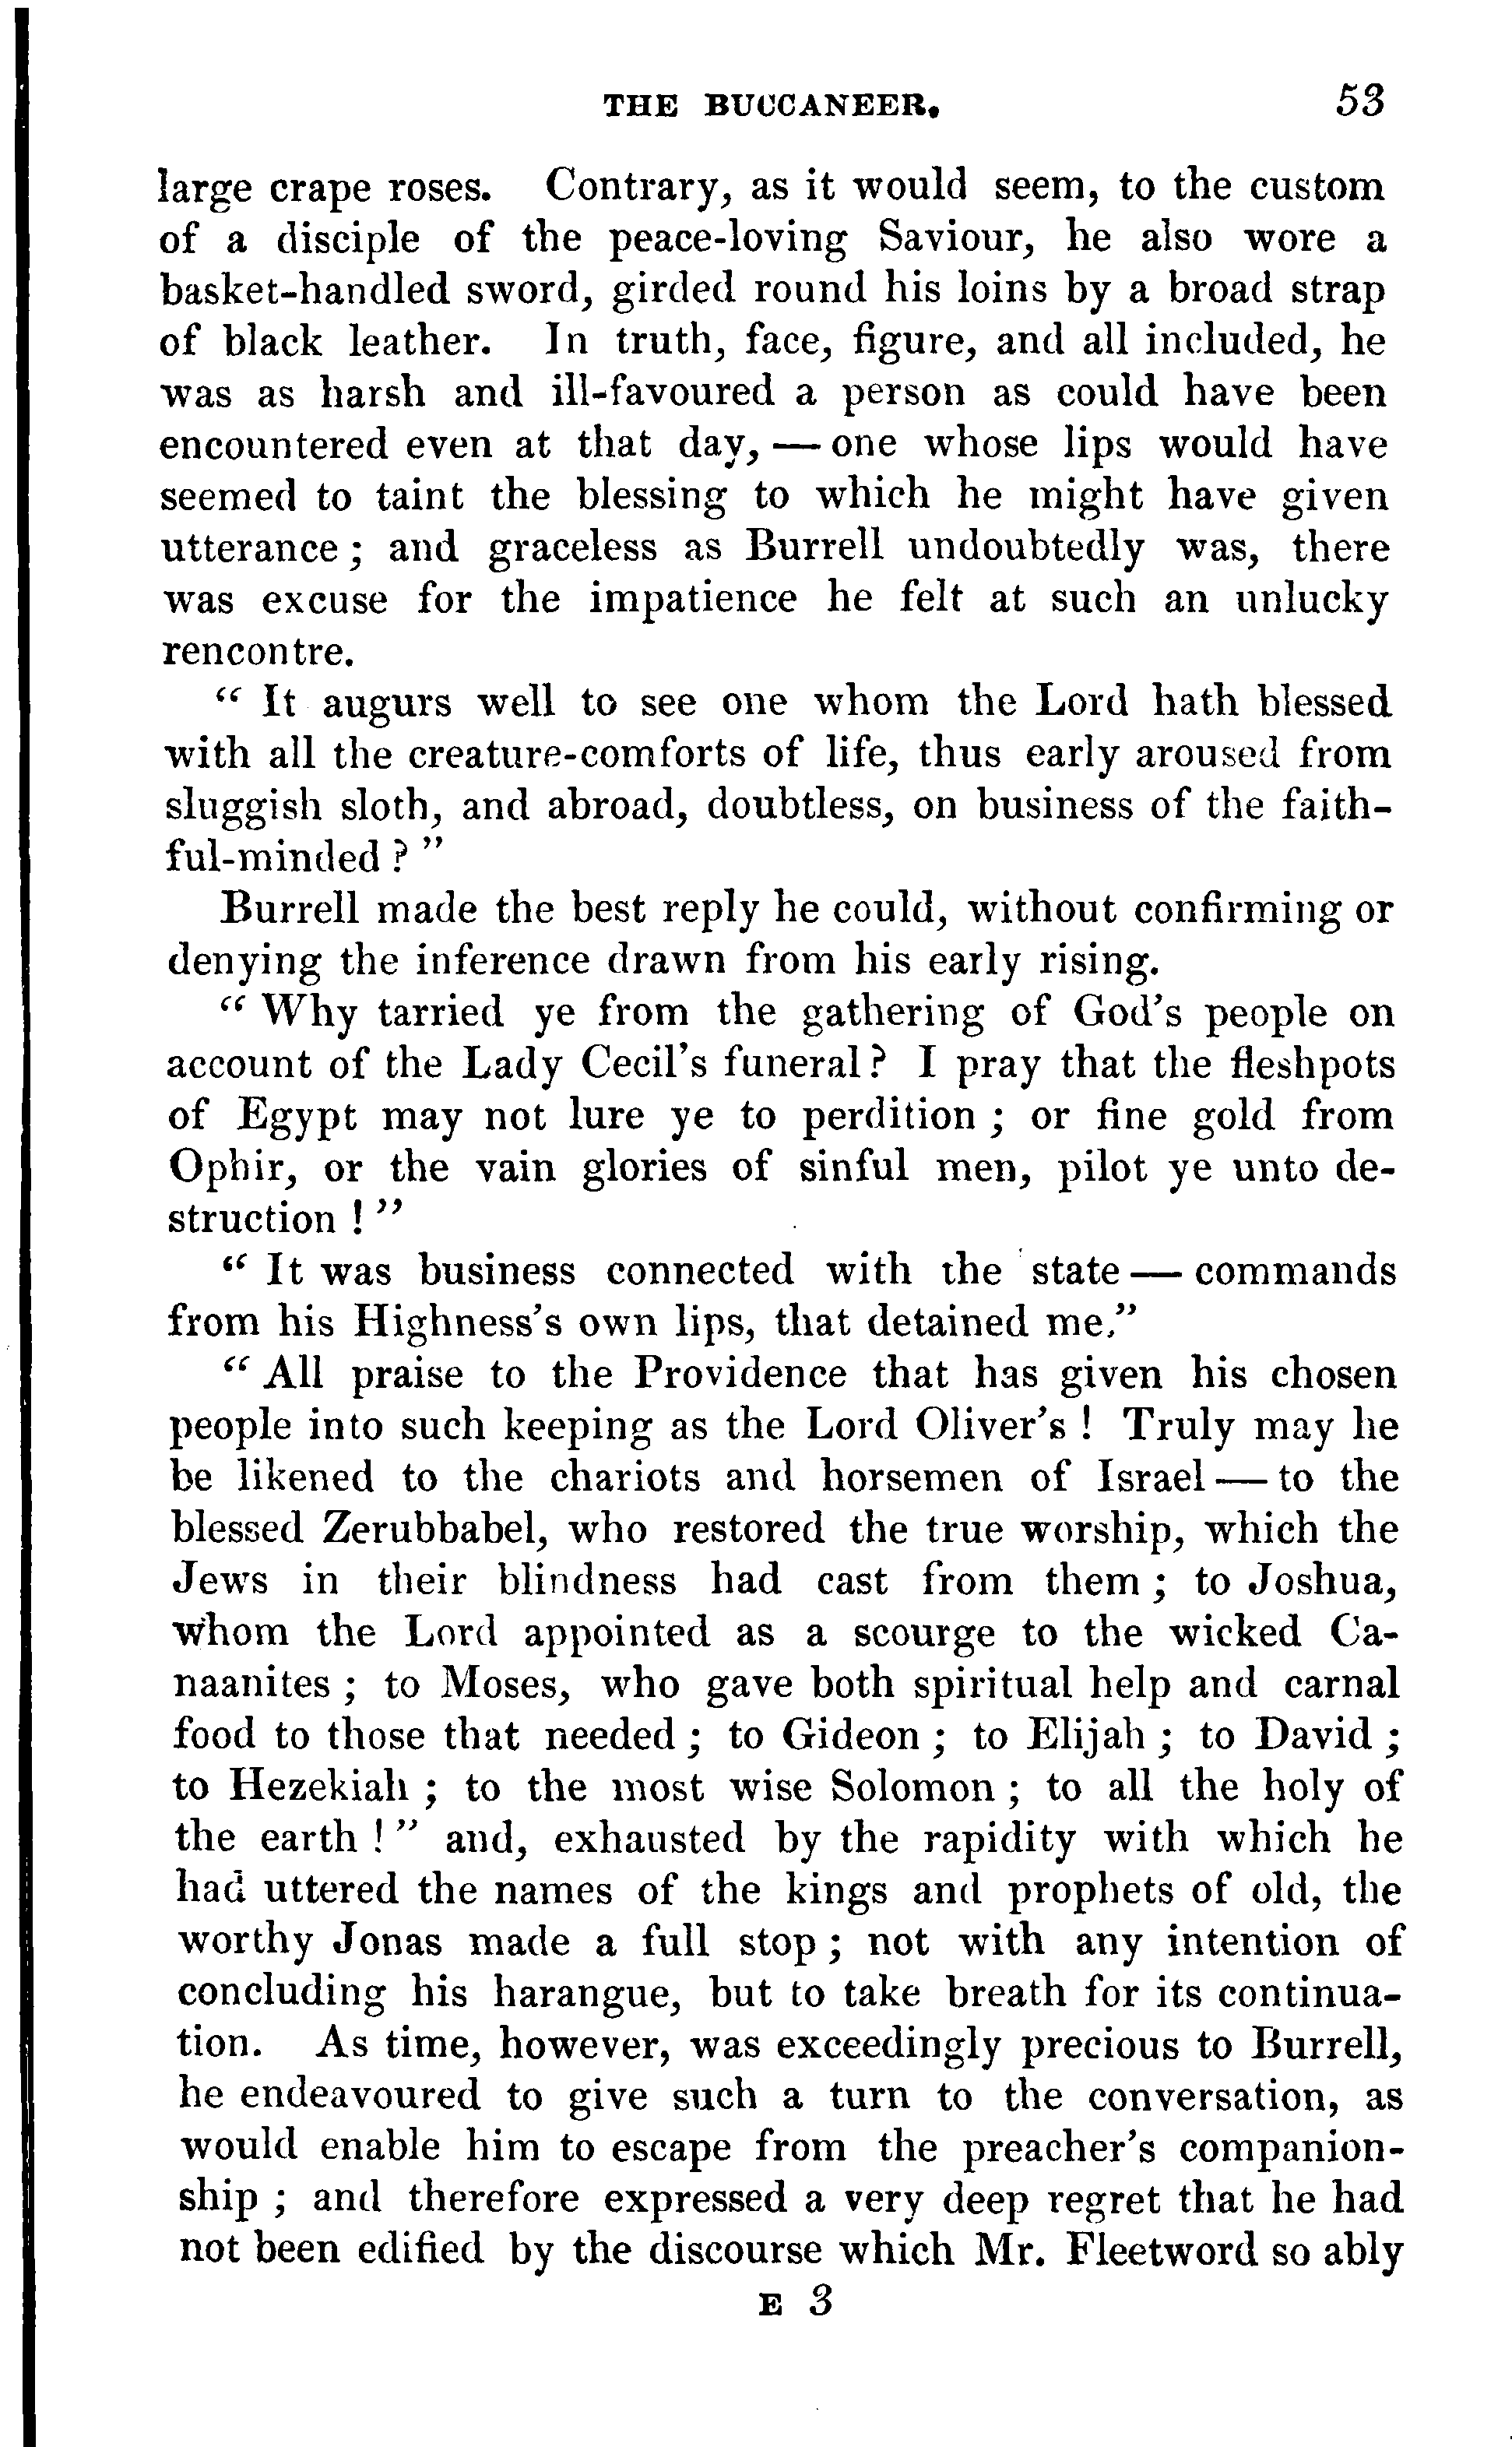 THE BUCCANEER. 53
large crape roses. Contrary, as it would seem, to the custom
of a disciple of the peace-loving Saviour, he also wore a
basket-handled sword, girded round his loins by a broad strap
of black leather. In truth, face, figure, and all included, he
was as harsh and ill-favoured a person as could have been
encountered even at that day, — one whose lips would have
seemed to taint the blessing to which he might have given
utterance ; and graceless as Burrell undoubtedly was, there
was excuse for the impatience he felt at such an unlucky
rencontre.
“ It augurs well to see one whom the Lord hath blessed
with all the creature-comforts of life, thus early aroused from
sluggish sloth, and abroad, doubtless, on business of the faith-
ful-minded ? ”
Burrell made the best reply he could, without confirming or
denying the inference drawn from his early rising.
“ Why tarried ye from the gathering of God’s people on
account of the Lady Cecil’s funeral ? I pray that the fleshpots
of Egypt may not lure ye to perdition ; or fine gold from
Ophir, or the vain glories of sinful men, pilot ye unto de-
struction ! ”
“ It was business connected with the state — commands
from his Highness’s own lips, that detained me.”
“ All praise to the Providence that has given his chosen
people into such keeping as the Lord Oliver’s ! Truly may he
be likened to the chariots and horsemen of Israel — to the
blessed Zerubbabel, who restored the true worship, which the
Jews in their blindness had cast from them ; to Joshua,
whom the Lord appointed as a scourge to the wicked Ca-
naanites ; to Moses, who gave both spiritual help and carnal
food to those that needed ; to Gideon ; to Elijah ; to David ;
to Hezekiah ; to the most wise Solomon ; to all the holy of
the earth ! ” and, exhausted by the rapidity with which he
had uttered the names of the kings and prophets of old, the
worthy Jonas made a full stop ; not with any intention of
concluding his harangue, but to take breath for its continua-
tion. As time, however, was exceedingly precious to Burrell,
he endeavoured to give such a turn to the conversation, as
would enable him to escape from the preacher’s companion-
ship ; and therefore expressed a very deep regret that he had
not been edified by the discourse which Mr. Fleetword so ably
E 3